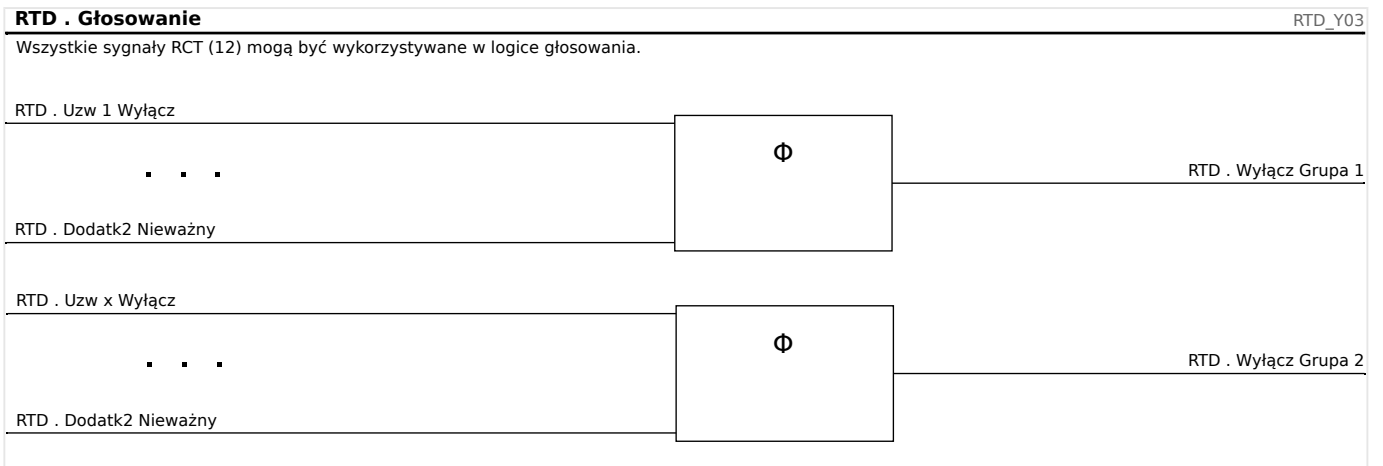 RTD . Głosowanie
RTD_Y03
Wszystkie sygnały RCT (12) mogą być wykorzystywane w logice głosowania.
RTD . Uzw 1 Wyłącz
Φ
. . .
RTD . Wyłącz Grupa 1
RTD . Dodatk2 Nieważny
RTD . Uzw x Wyłącz
Φ
. . .
RTD . Wyłącz Grupa 2
RTD . Dodatk2 Nieważny